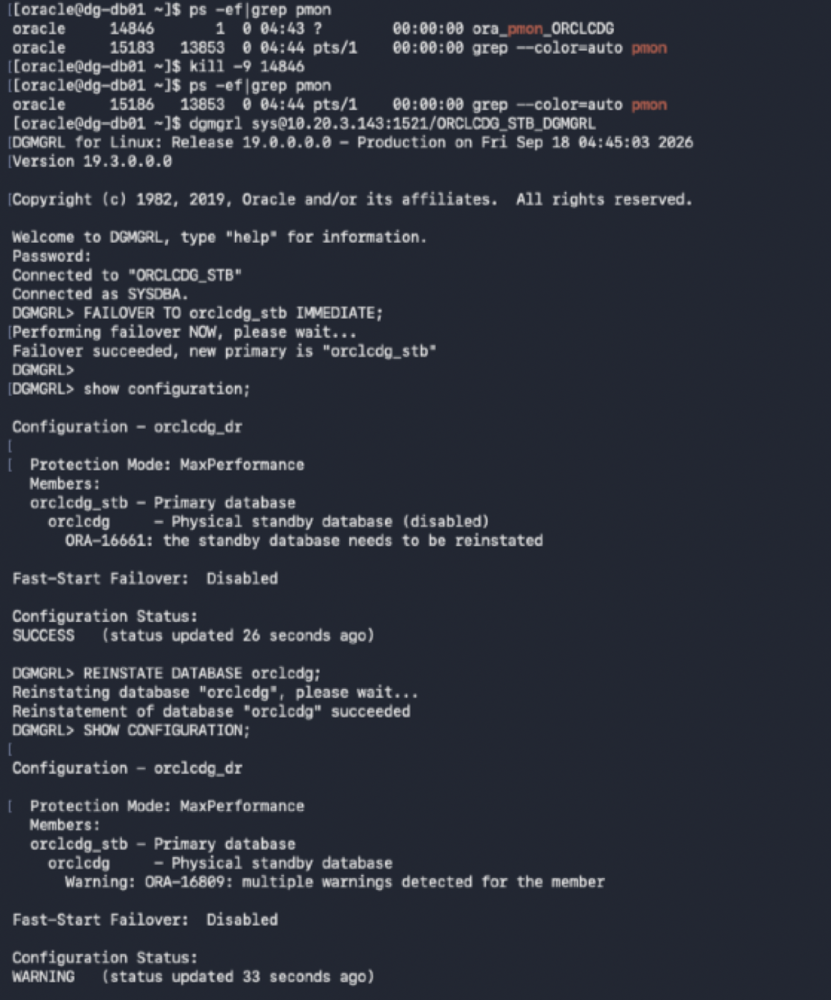 [[oracle@dg-db01 ~]$ ps -ef|grep pmon
oracle     14846       1  0 04:43 ?        00:00:00 ora_pmon_ORCLCDG
oracle     15183   13853  0 04:44 pts/1    00:00:00 grep --color=auto pmon
[[oracle@dg-db01 ~]$ kill -9 14846
[[oracle@dg-db01 ~]$ ps -ef|grep pmon
oracle     15186   13853  0 04:44 pts/1    00:00:00 grep --color=auto pmon
[oracle@dg-db01 ~]$ dgmgrl sys@10.20.3.143:1521/ORCLCDG_STB_DGMGRL
[DGMGRL for Linux: Release 19.0.0.0.0 - Production on Fri Sep 18 04:45:03 2026
[Version 19.3.0.0.0
[Copyright (c) 1982, 2019, Oracle and/or its affiliates.  All rights reserved.
Welcome to DGMGRL, type "help" for information.
Password:
Connected to "ORCLCDG_STB"
Connected as SYSDBA.
DGMGRL> FAILOVER TO orclcdg_stb IMMEDIATE;
[Performing failover NOW, please wait...
Failover succeeded, new primary is "orclcdg_stb"
DGMGRL>
[DGMGRL> show configuration;
Configuration - orclcdg_dr
[
[  Protection Mode: MaxPerformance
Members:
orclcdg_stb - Primary database
orclcdg     - Physical standby database (disabled)
ORA-16661: the standby database needs to be reinstated
Fast-Start Failover:  Disabled
Configuration Status:
SUCCESS   (status updated 26 seconds ago)
DGMGRL> REINSTATE DATABASE orclcdg;
Reinstating database "orclcdg", please wait...
Reinstatement of database "orclcdg" succeeded
DGMGRL> SHOW CONFIGURATION;
[
Configuration - orclcdg_dr
[  Protection Mode: MaxPerformance
Members:
orclcdg_stb - Primary database
orclcdg     - Physical standby database
Warning: ORA-16809: multiple warnings detected for the member
Fast-Start Failover:  Disabled
Configuration Status:
WARNING   (status updated 33 seconds ago)